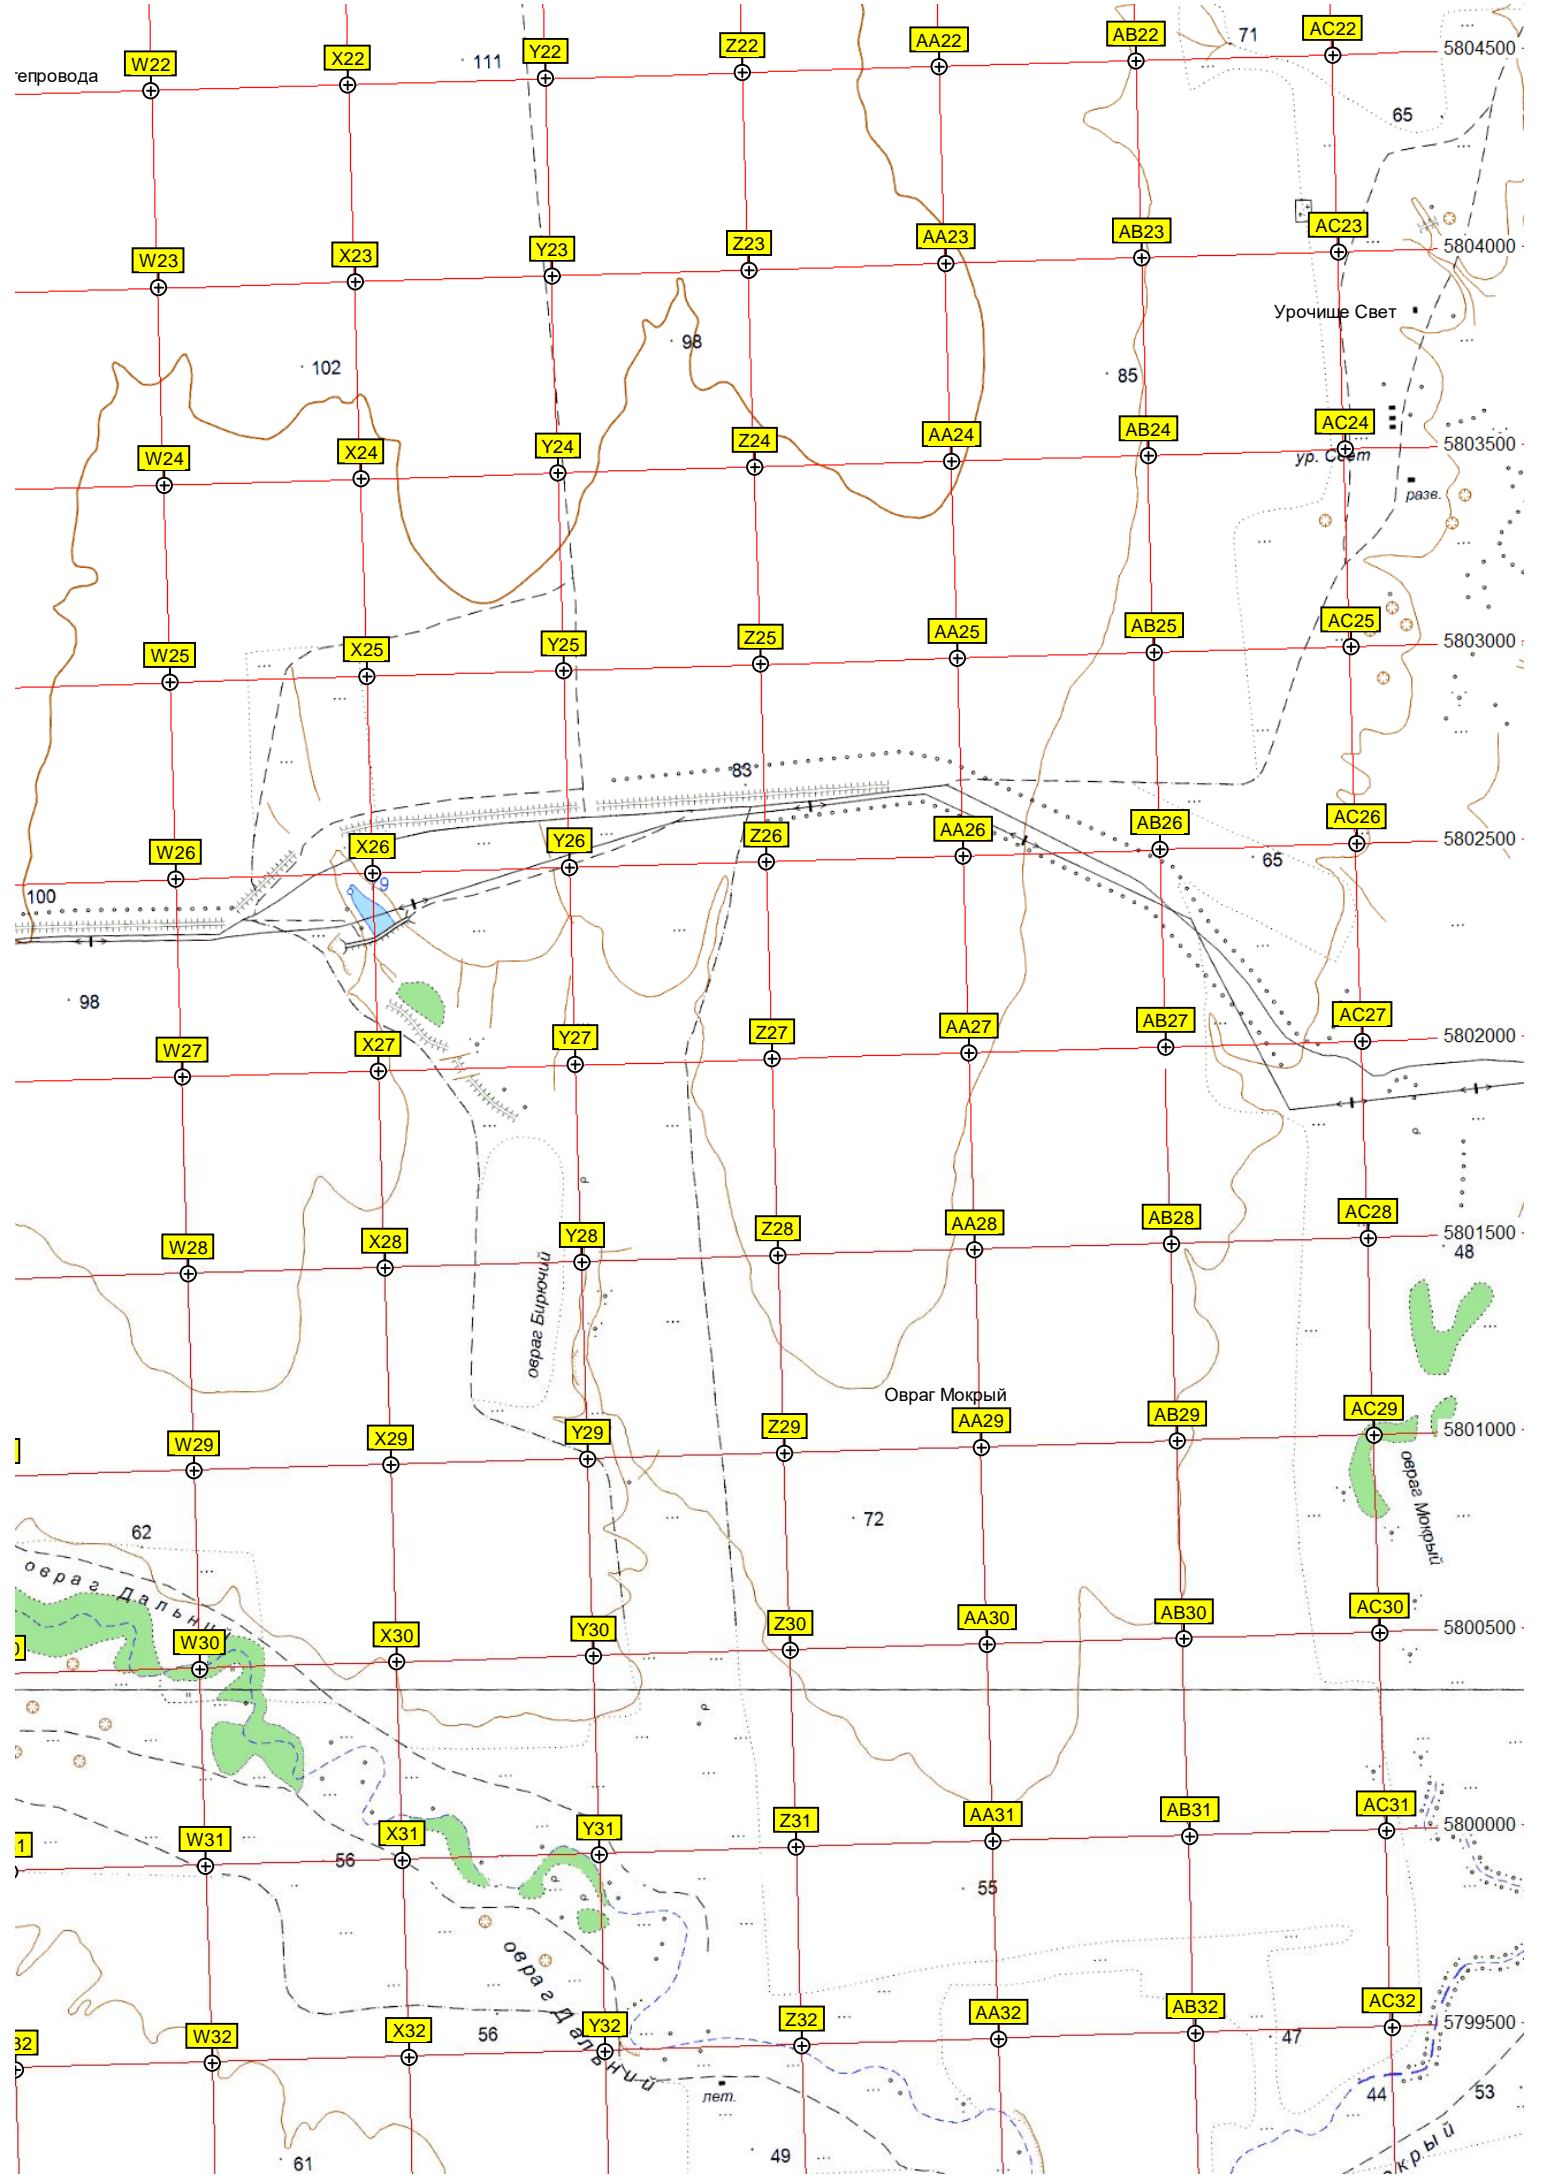 W22 X22 Y22 Z22 AA22 AB22 AC22
71
5804500
111
тепровода
65
W23 X23 Y23 Z23 AA23 AB23 AC23
5804000
Урочище Свет
98
102
85
W24 X24 Y24 Z24 AA24 AB24 AC24
5803500
ур. Свет
разв.
W25 X25 Y25 Z25 AA25 AB25 AC25
5803000
83
W26 X26 Y26 Z26 AA26 AB26 AC26
5802500
65
79
100
98
W27 X27 Y27 Z27 AA27 AB27 AC27
5802000
W28 X28 Y28 Z28 AA28 AB28 AC28
5801500
48
овраг Бирючий
Овраг Мокрый
W29 X29 Y29 Z29 AA29 AB29 AC29
5801000
овраг Мокрый
72
62
овраг Дальний
W30 X30 Y30 Z30 AA30 AB30 AC30
5800500
31 W31 X31 Y31 Z31 AA31 AB31 AC31
5800000
56
55
овраг Дальний
32 W32 X32 Y32 Z32 AA32 AB32 AC32
5799500
56
47
лет.
44
53
49
61
окрый